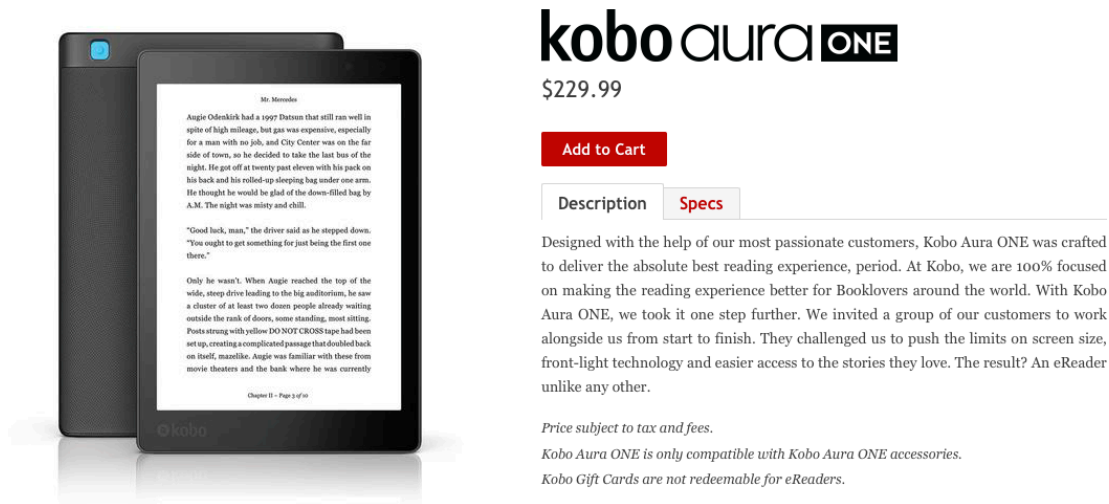 Mr. Mercedes
Augie Odenkirk had a 1997 Datsun that still ran well in
spite of high mileage, but gas was expensive, especially
for a man with no job, and City Center was on the far
side of town, so he decided to take the last bus of the
night. He got off at twenty past eleven with his pack on
his back and his rolled-up sleeping bag under one arm.
He thought he would be glad of the down-filled bag by
A.M. The night was misty and chill.
“Good luck, man,” the driver said as he stepped down.
“You ought to get something for just being the first one
there.”
Only he wasn’t. When Augie reached the top of the
wide, steep drive leading to the big auditorium, he saw
a cluster of at least two dozen people already waiting
outside the rank of doors, some standing, most sitting.
Posts strung with yellow DO NOT CROSS tape had been
set up, creating a complicated passage that doubled back
on itself, mazelike. Augie was familiar with these from
movie theaters and the bank where he was currently
Chapter II – Page 3 of 10
kobo
kobo aura ONE
$229.99
Add to Cart
Description Specs
Designed with the help of our most passionate customers, Kobo Aura ONE was crafted
to deliver the absolute best reading experience, period. At Kobo, we are 100% focused
on making the reading experience better for Booklovers around the world. With Kobo
Aura ONE, we took it one step further. We invited a group of our customers to work
alongside us from start to finish. They challenged us to push the limits on screen size,
front-light technology and easier access to the stories they love. The result? An eReader
unlike any other.
Price subject to tax and fees.
Kobo Aura ONE is only compatible with Kobo Aura ONE accessories.
Kobo Gift Cards are not redeemable for eReaders.